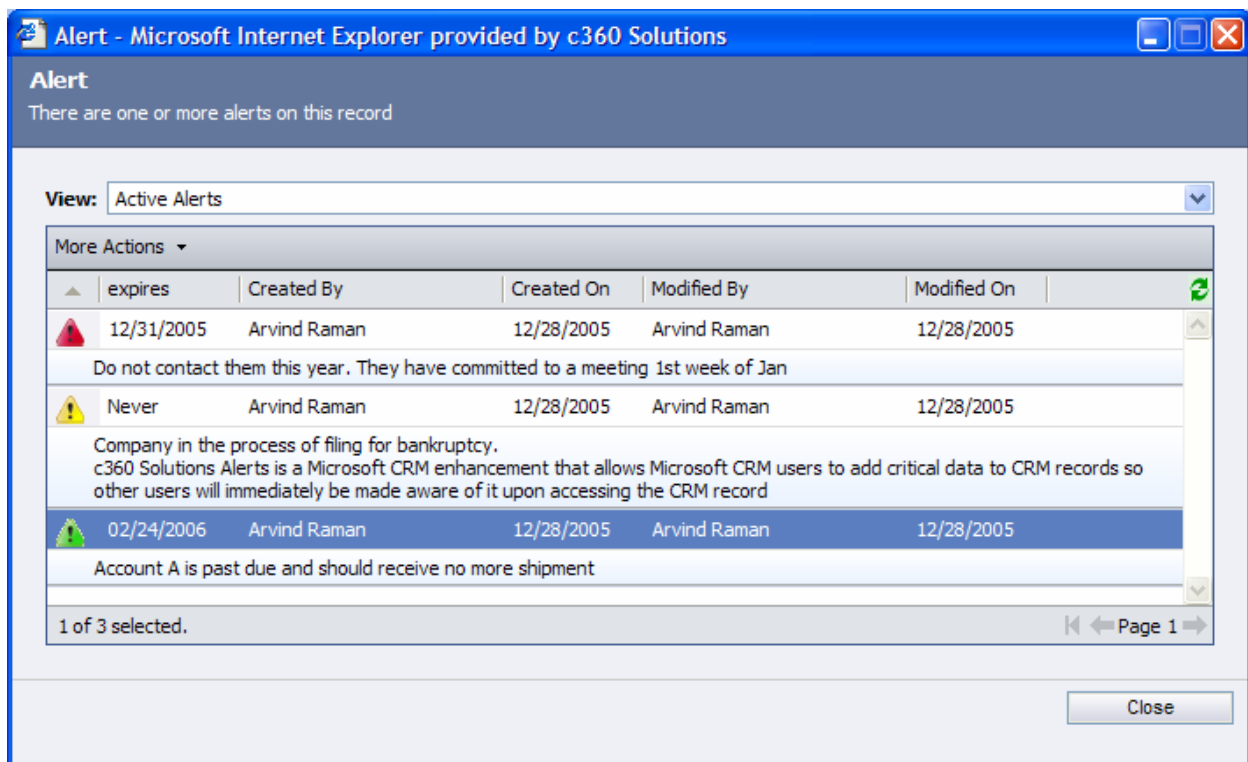 Alert - Microsoft Internet Explorer provided by c360 Solutions
Alert
There are one or more alerts on this record
View: Active Alerts
More Actions
expires Created By Created On Modified By Modified On
12/31/2005 Arvind Raman 12/28/2005 Arvind Raman 12/28/2005
Do not contact them this year. They have committed to a meeting 1st week of Jan
Never Arvind Raman 12/28/2005 Arvind Raman 12/28/2005
Company in the process of filing for bankruptcy.
c360 Solutions Alerts is a Microsoft CRM enhancement that allows Microsoft CRM users to add critical data to CRM records so
other users will immediately be made aware of it upon accessing the CRM record
02/24/2006 Arvind Raman 12/28/2005 Arvind Raman 12/28/2005
Account A is past due and should receive no more shipment
1 of 3 selected. Page 1
Close